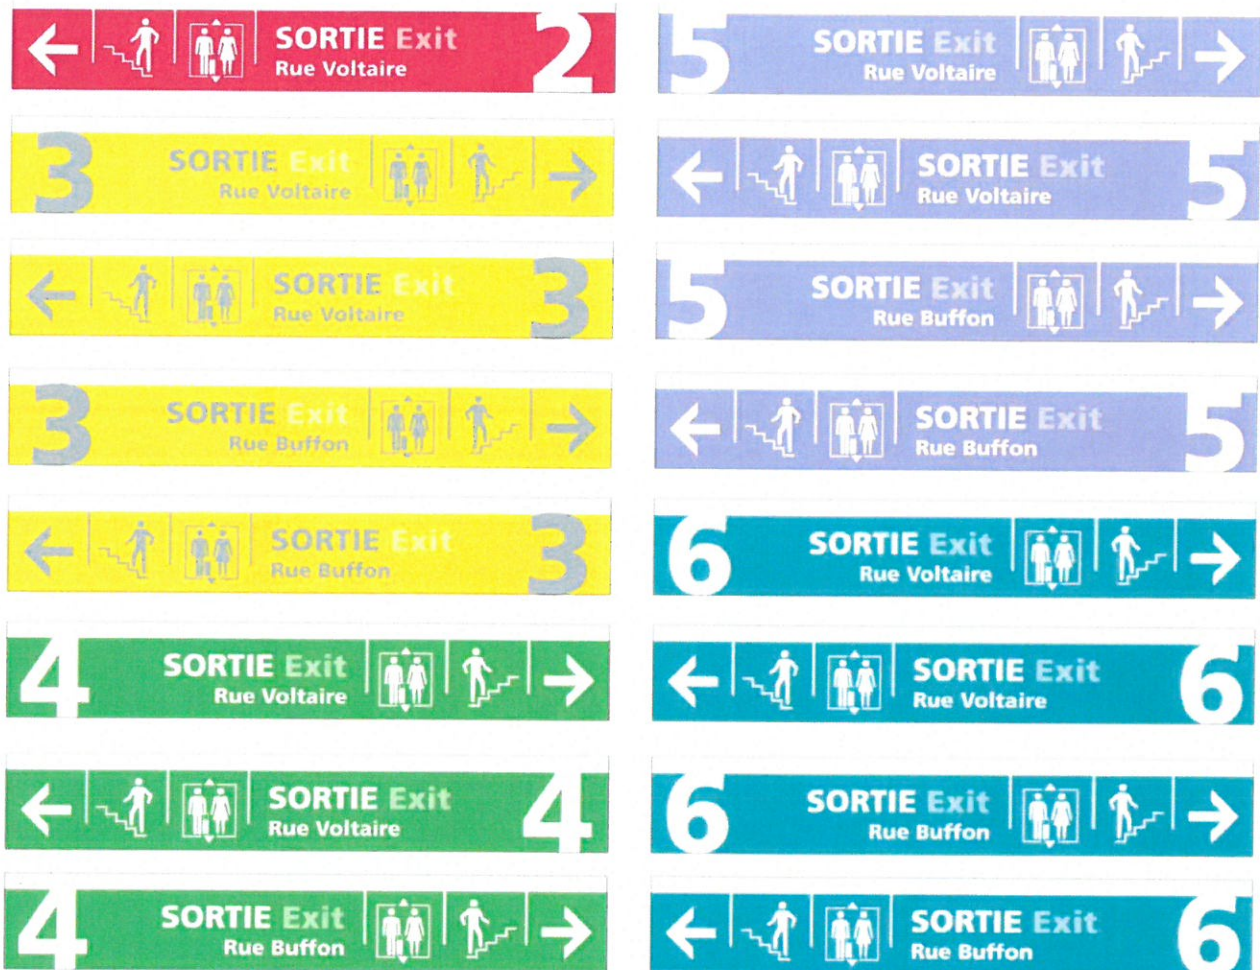 SORTIE Exit 2
Rue Voltaire
3 SORTIE Exit
Rue Voltaire
SORTIE Exit 3
Rue Voltaire
3 SORTIE Exit
Rue Buffon
SORTIE Exit 3
Rue Buffon
4 SORTIE Exit
Rue Voltaire
SORTIE Exit 4
Rue Voltaire
4 SORTIE Exit
Rue Buffon
5 SORTIE Exit
Rue Voltaire
SORTIE Exit 5
Rue Voltaire
5 SORTIE Exit
Rue Buffon
SORTIE Exit 5
Rue Buffon
6 SORTIE Exit
Rue Voltaire
SORTIE Exit 6
Rue Voltaire
6 SORTIE Exit
Rue Buffon
SORTIE Exit 6
Rue Buffon